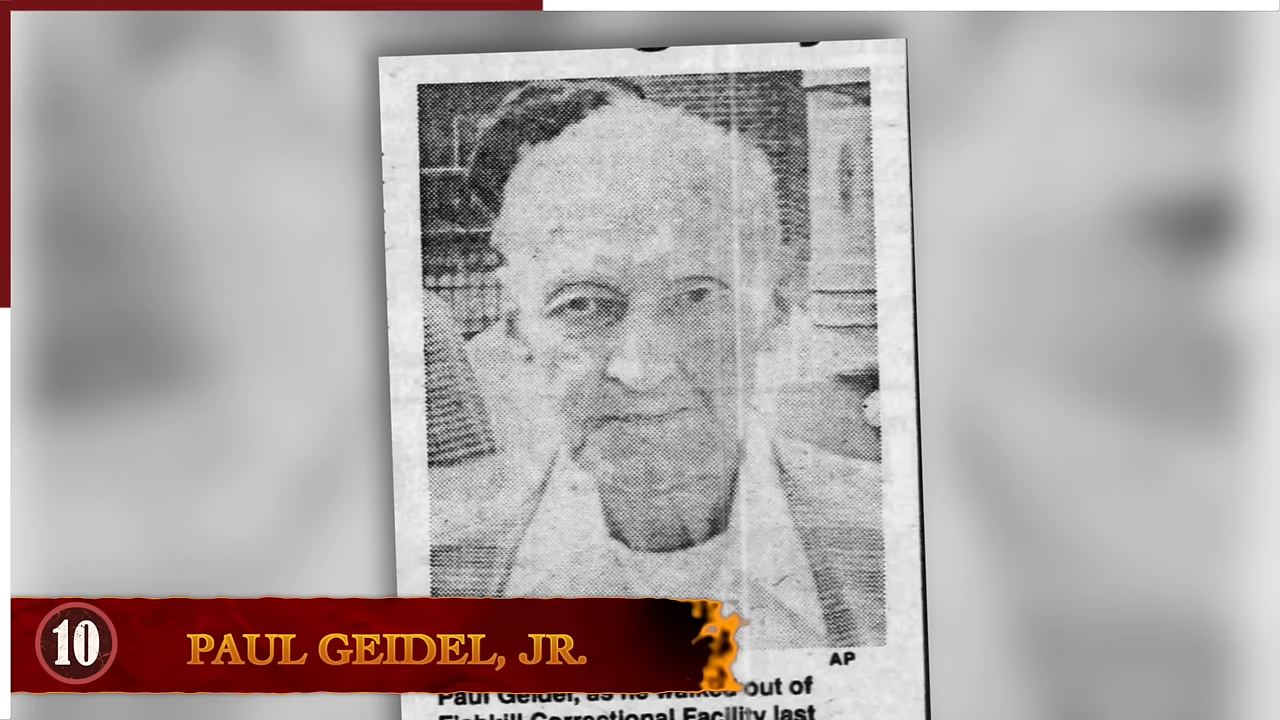 AP
Paul Geidel, as he walked out of
Fishkill Correctional Facility last
10
PAUL GEIDEL, JR.